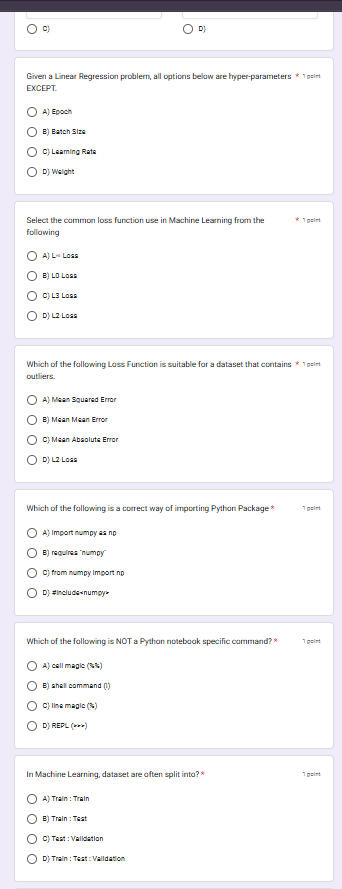 C)
D)
Given a Linear Regression problem, all options below are hyper-parameters * 1 point
EXCEPT.
A) Epoch
B) Batch Size
C) Learning Rate
D) Weight
Select the common loss function use in Machine Learning from the * 1 point
following
A) L∞ Loss
B) L0 Loss
C) L3 Loss
D) L2 Loss
Which of the following Loss Function is suitable for a dataset that contains * 1 point
outliers.
A) Mean Squared Error
B) Mean Mean Error
C) Mean Absolute Error
D) L2 Loss
Which of the following is a correct way of importing Python Package * 1 point
A) import numpy as np
B) requires 'numpy'
C) from numpy import np
D) #include<numpy>
Which of the following is NOT a Python notebook specific command? * 1 point
A) cell magic (%%)
B) shell command (!)
C) line magic (%)
D) REPL (>>>)
In Machine Learning, dataset are often split into? * 1 point
A) Train : Train
B) Train : Test
C) Test : Validation
D) Train : Test : Validation